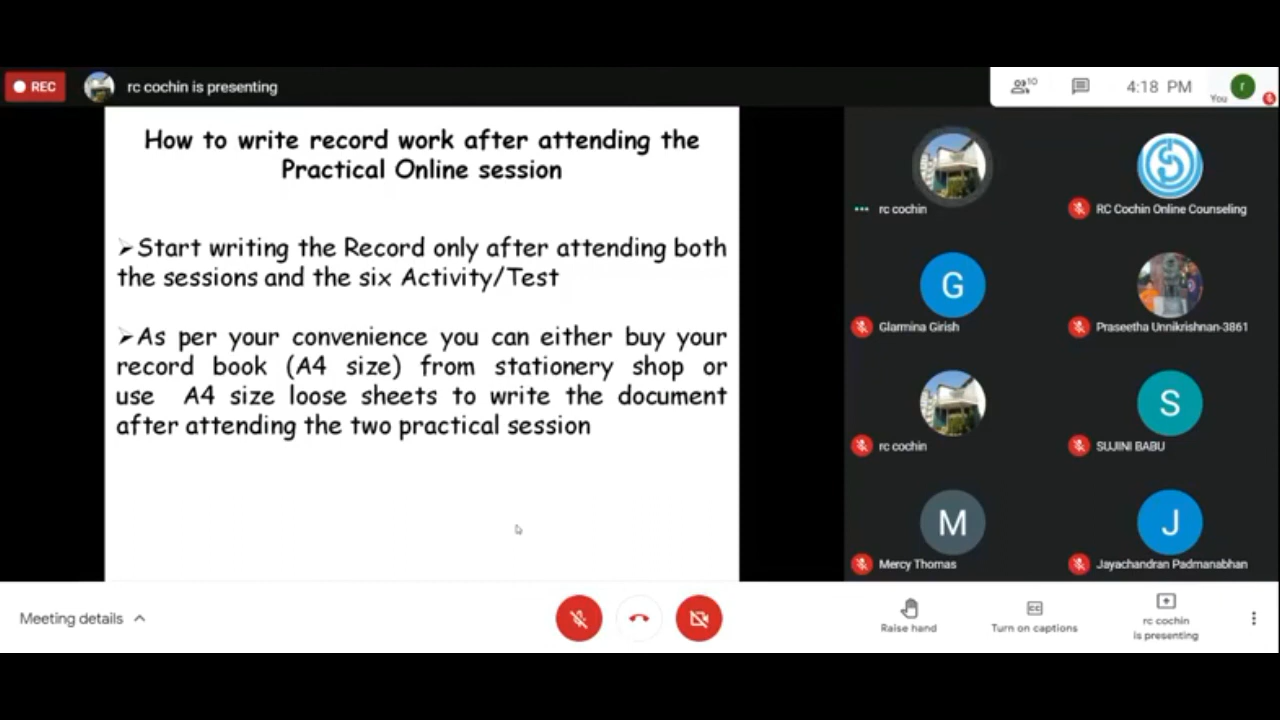 REC
rc cochin is presenting
10
4:18 PM
You
r
How to write record work after attending the
Practical Online session
➢Start writing the Record only after attending both
the sessions and the six Activity/Test
➢As per your convenience you can either buy your
record book (A4 size) from stationery shop or
use A4 size loose sheets to write the document
after attending the two practical session
rc cochin
RC Cochin Online Counseling
G
Glarmina Girish
Praseetha Unnikrishnan-3861
rc cochin
S
SUJINI BABU
M
Mercy Thomas
J
Jayachandran Padmanabhan
Meeting details
Raise hand
CC
Turn on captions
rc cochin
is presenting